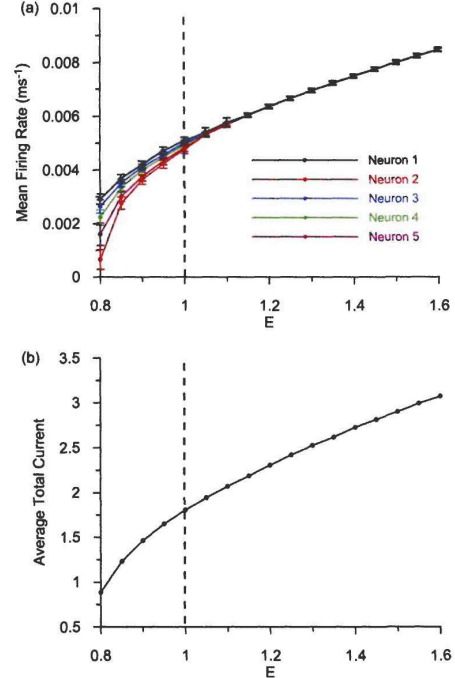 (a)
Mean Firing Rate (ms⁻¹)
0.01
0.008
0.006
0.004
0.002
0
Neuron 1
Neuron 2
Neuron 3
Neuron 4
Neuron 5
0.8 1 1.2 1.4 1.6
E
(b)
Average Total Current
3.5
3
2.5
2
1.5
1
0.5
0.8 1 1.2 1.4 1.6
E